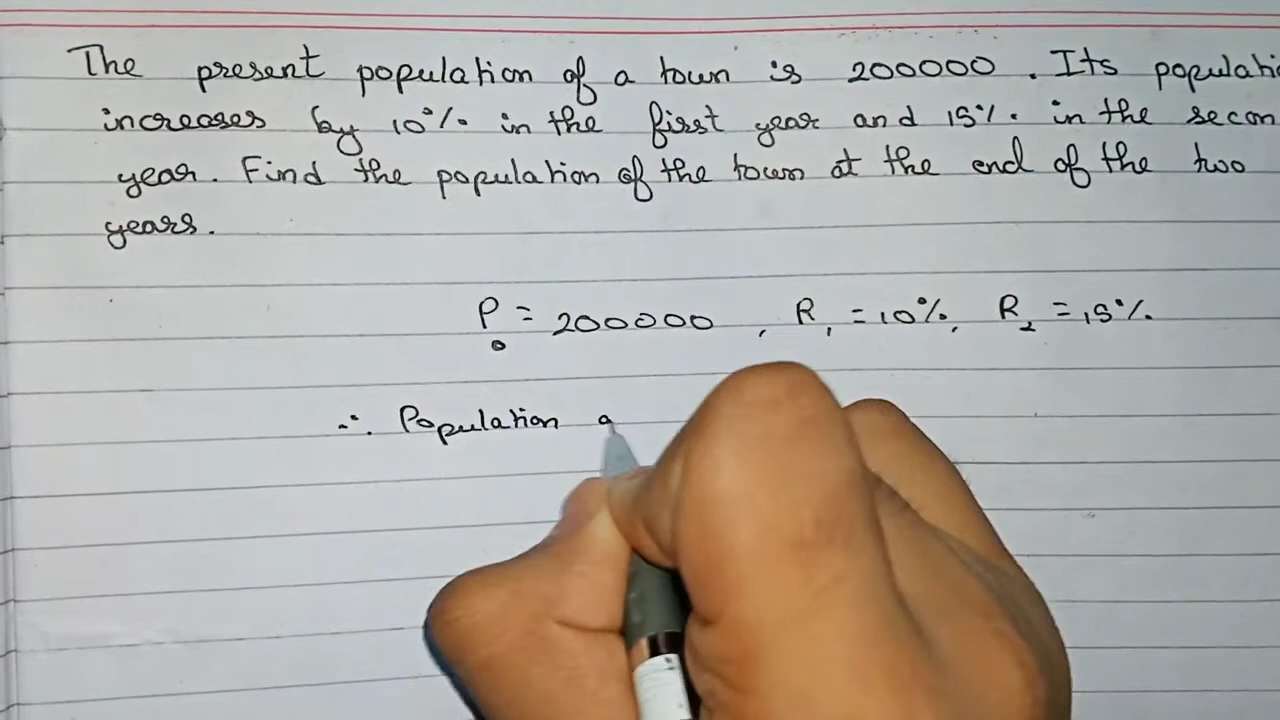 The present population of a town is 200000. Its populati
increases by 10% in the first year and 15% in the secon
year. Find the population of the town at the end of the two
years.
P₀ = 200000, R₁ = 10%, R₂ = 15%
∴ Population a